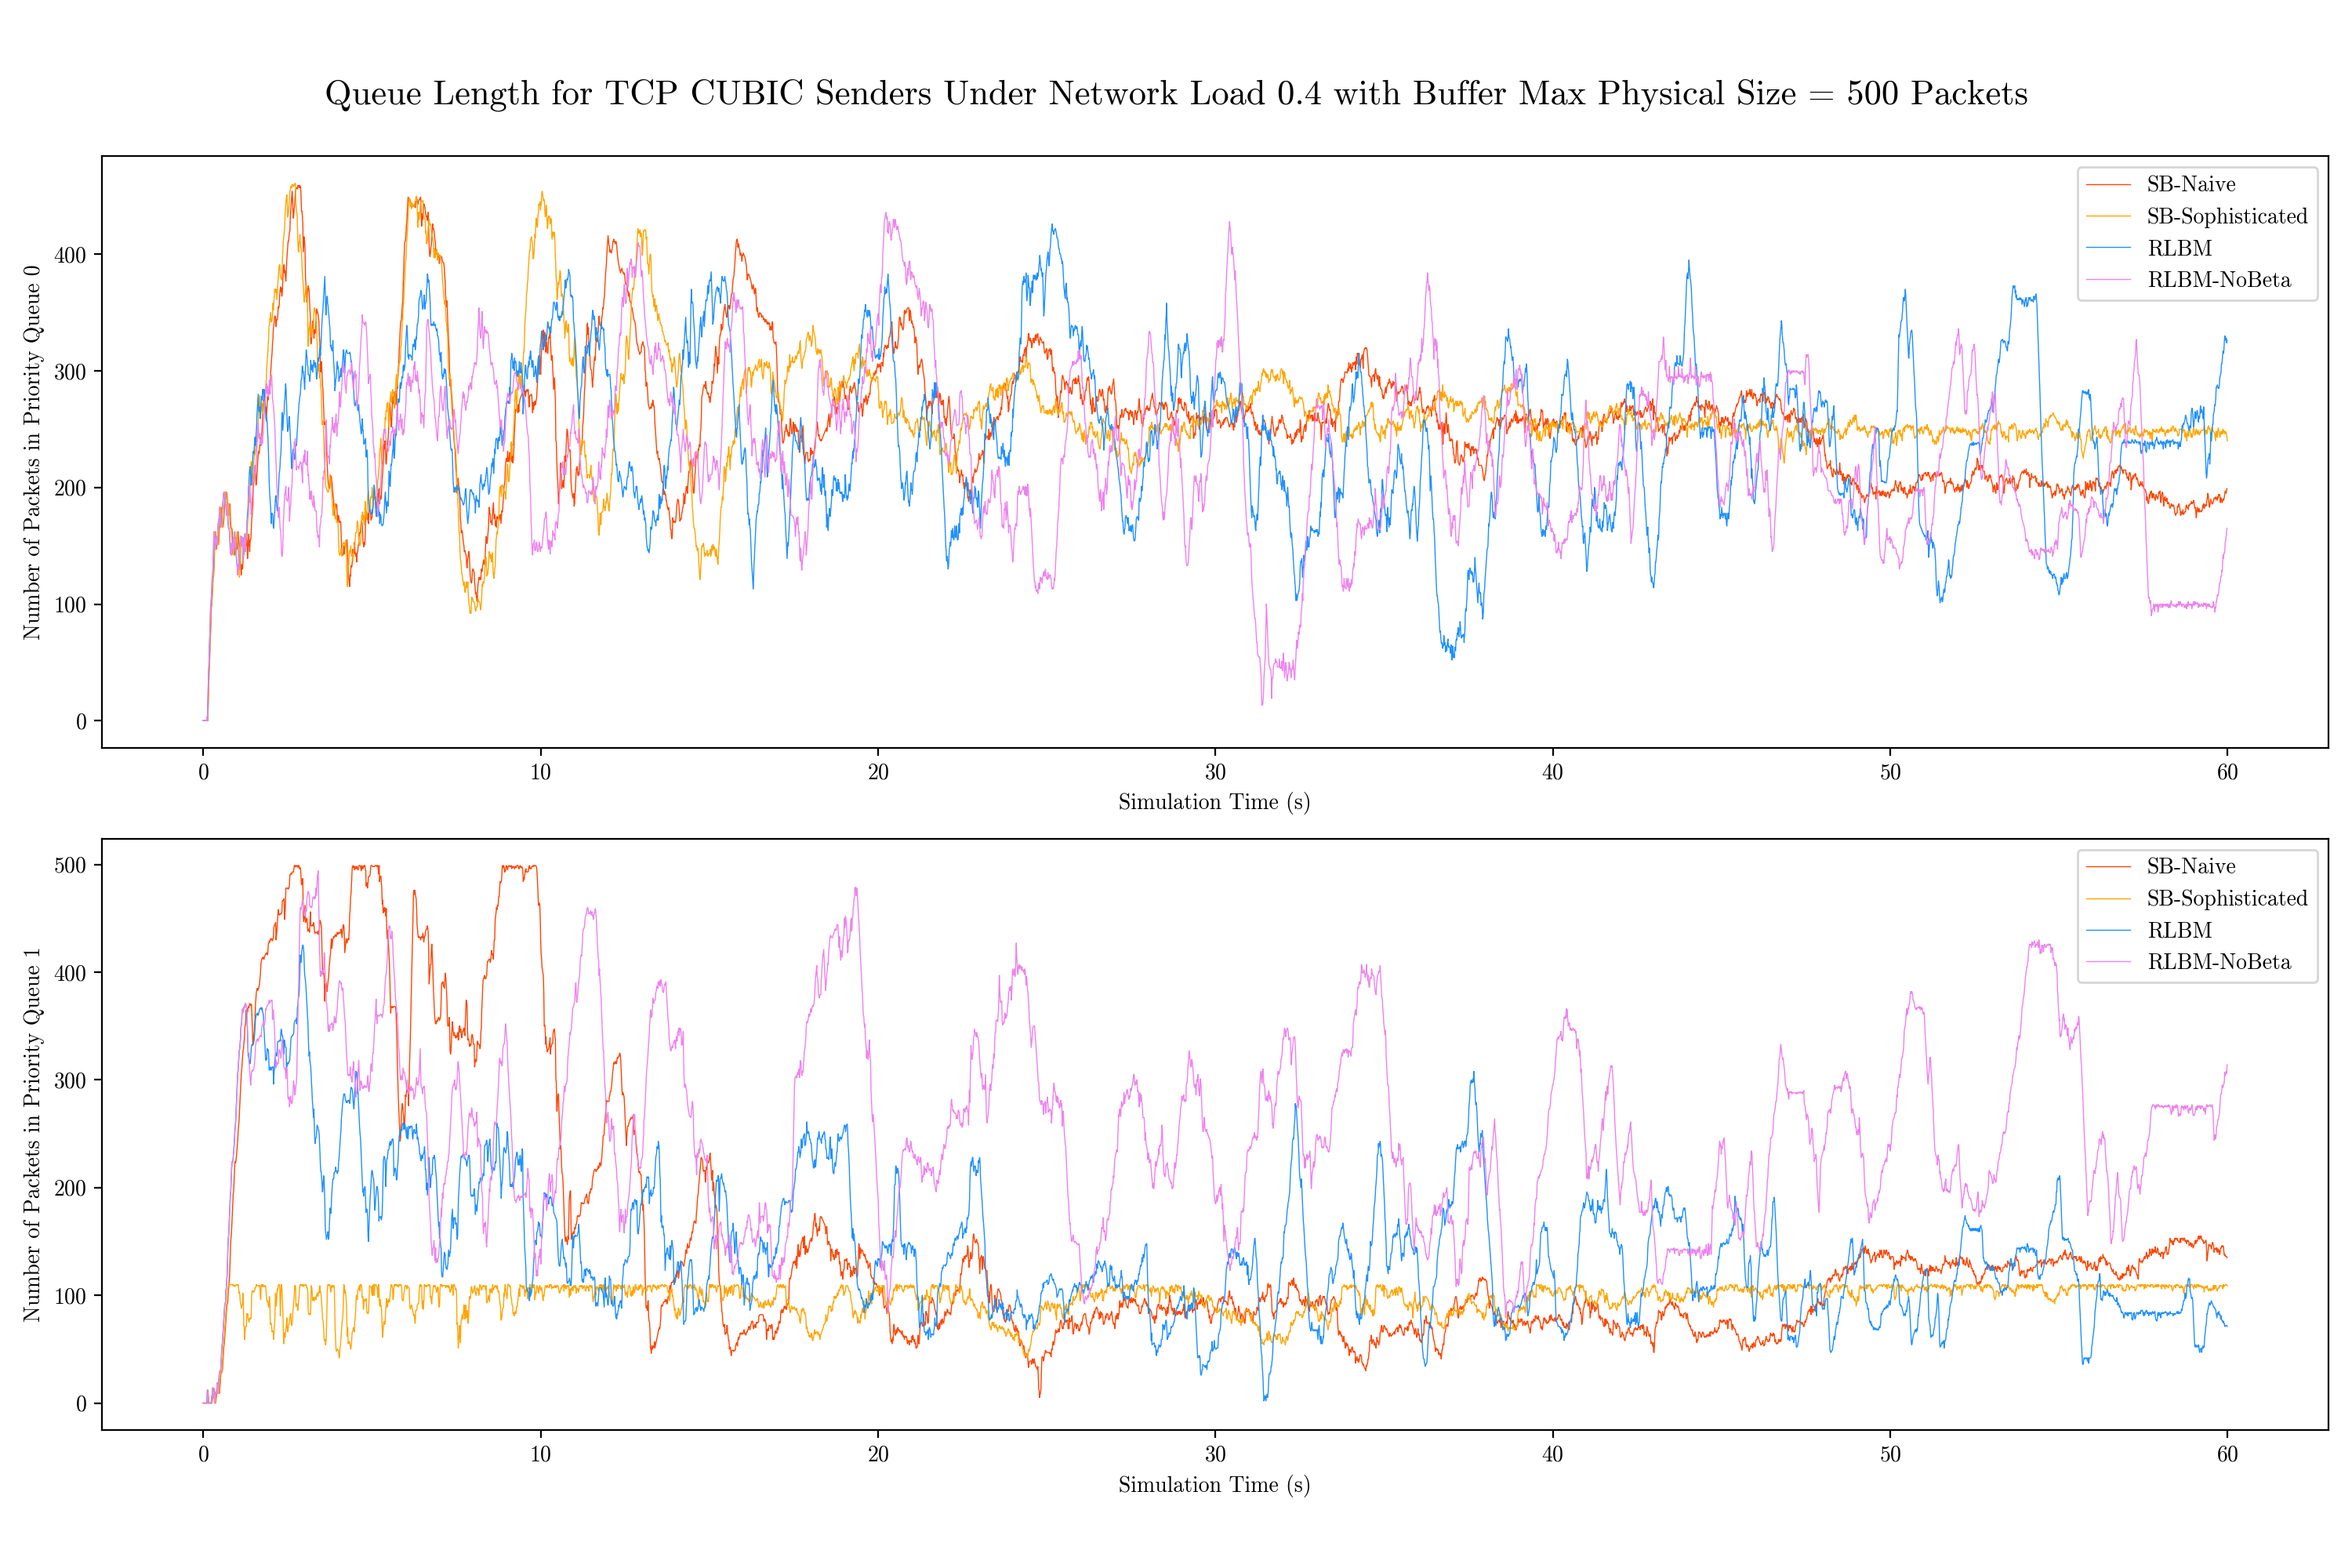 Queue Length for TCP CUBIC Senders Under Network Load 0.4 with Buffer Max Physical Size = 500 Packets
Number of Packets in Priority Queue 0
400
300
200
100
0
SB-Naive
SB-Sophisticated
RLBM
RLBM-NoBeta
0 10 20 30 40 50 60
Simulation Time (s)
Number of Packets in Priority Queue 1
500
400
300
200
100
0
SB-Naive
SB-Sophisticated
RLBM
RLBM-NoBeta
0 10 20 30 40 50 60
Simulation Time (s)